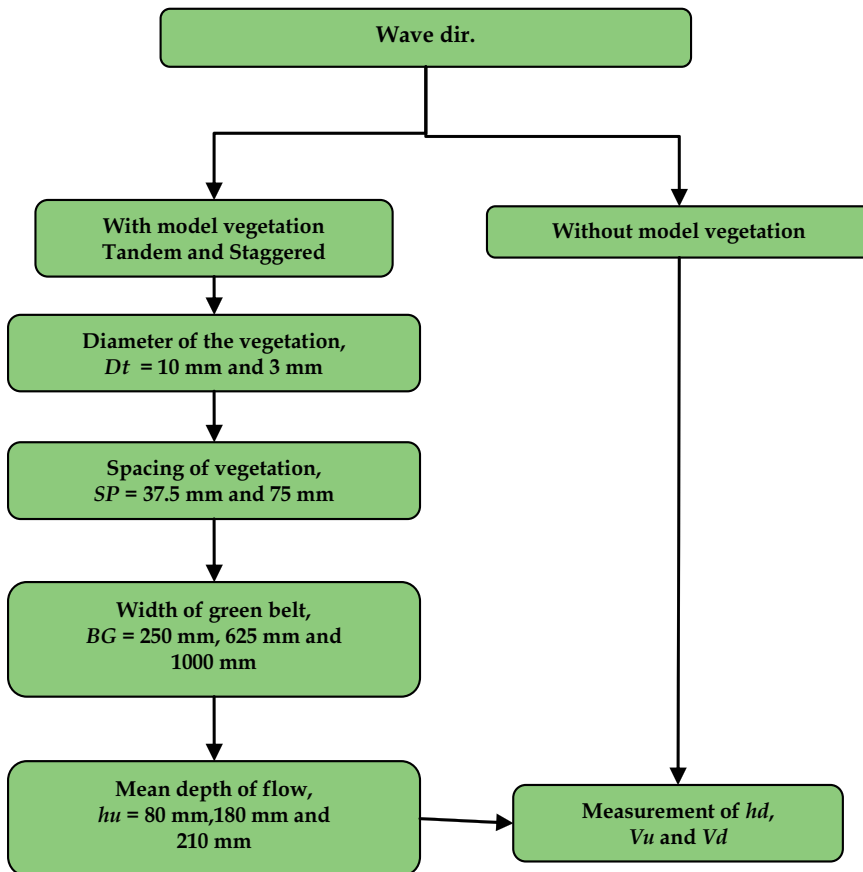 Wave dir.
With model vegetation
Tandem and Staggered
Without model vegetation
Diameter of the vegetation,
Dt = 10 mm and 3 mm
Spacing of vegetation,
SP = 37.5 mm and 75 mm
Width of green belt,
BG = 250 mm, 625 mm and
1000 mm
Mean depth of flow,
hu = 80 mm,180 mm and
210 mm
Measurement of hd,
Vu and Vd